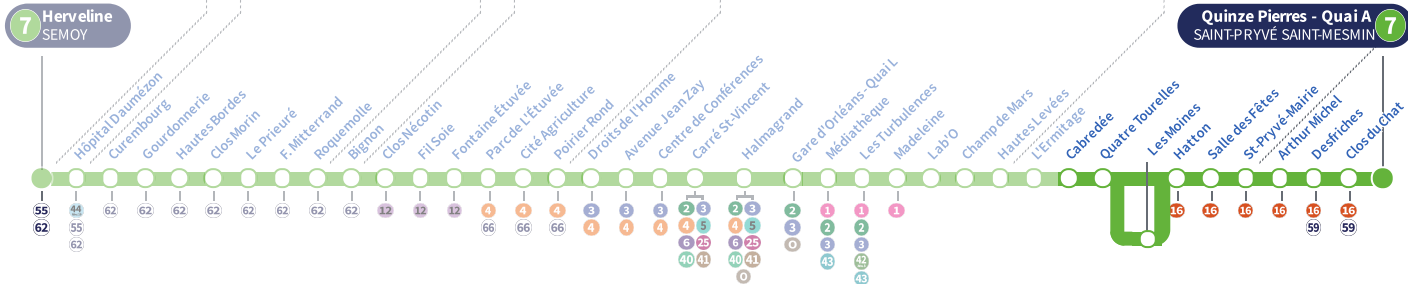 7 Herveline
SEMOY
Quinze Pierres - Quai A 7
SAINT-PRYVÉ SAINT-MESMIN
Hôpital Daumézon
Curembourg
Gourdonnerie
Hautes Bordes
Clos Morin
Le Prieuré
F. Mitterrand
Roquemolle
Bignon
Clos Nécotin
Fil Soie
Fontaine Étuvée
Parc de L'Étuvée
Cité Agriculture
Poirier Rond
Droits de l'Homme
Avenue Jean Zay
Centre de Conférences
Carré St-Vincent
Halmagrand
Gare d'Orléans - Quai L
Médiathèque
Les Turbulences
Madeleine
Lab'O
Champ de Mars
Hautes Levées
L'Ermitage
Cabredée
Quatre Tourelles
Les Moines
Hatton
Salle des Fêtes
St-Pryvé-Mairie
Arthur Michel
Desfriches
Clos du Chat
55 44 62 62 62 62 62 62 62 62 12 12 12 4 4 4 3 3 3 2 3 2 3 2 1 1 1 16 16 16 16 16 16
62 55 66 66 66 4 4 4 4 5 4 5 3 2 2 59 59
62 6 25 6 25 O 3 3
40 41 40 41 43 42
O 43